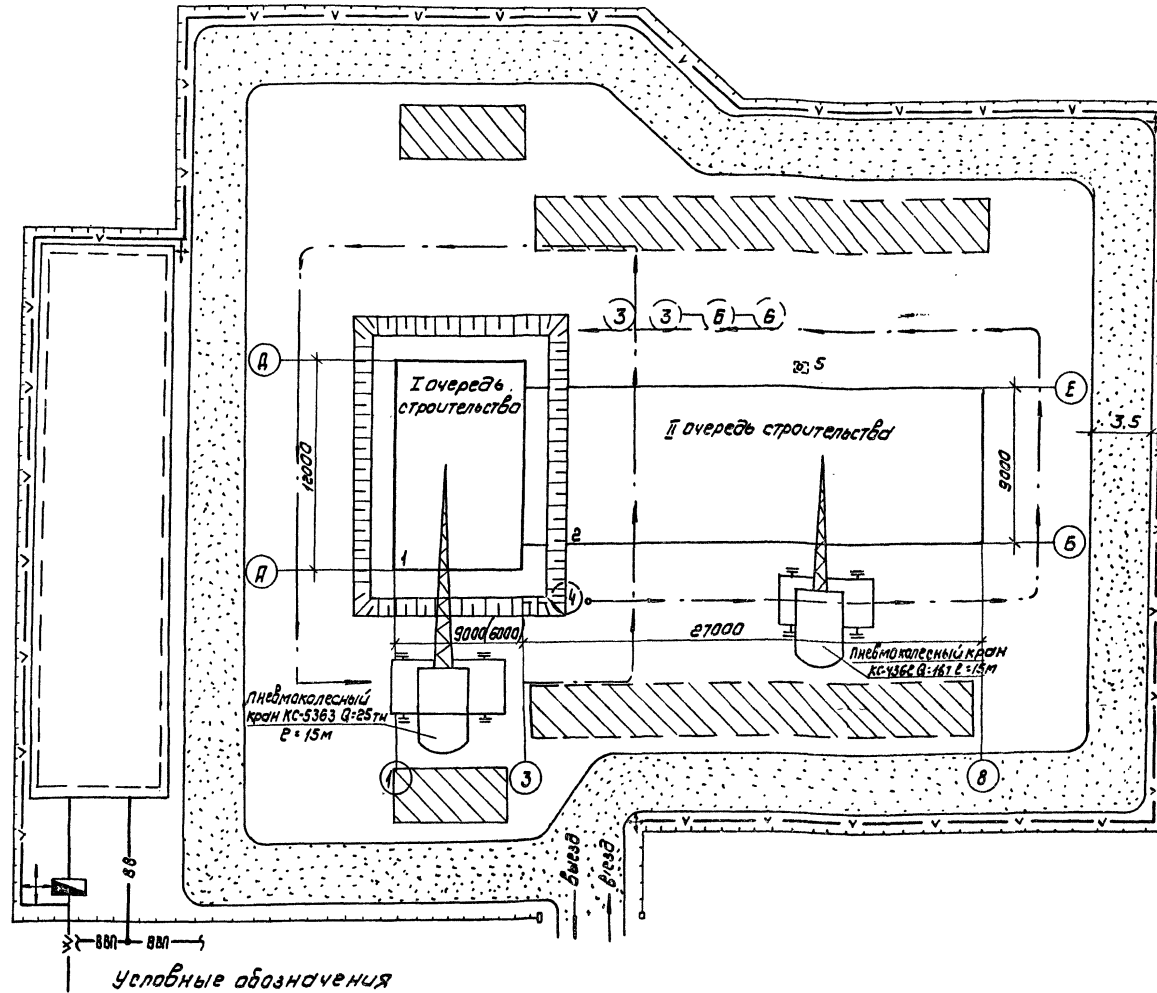 3 3 Б Б
5
Д
I очередь
строительства
Е
II очередь строительства
3.5
12000
9000
2
1
А
Б
4
9000(6000)
27000
Пневмоколесный
кран КС-5363 Q=25тн
ℓ=15м
Пневмоколесный кран
КС-4362 Q=16т ℓ=15м
1
3
8
выезд
въезд
ВВ
ВВП ВВП
Условные обозначения